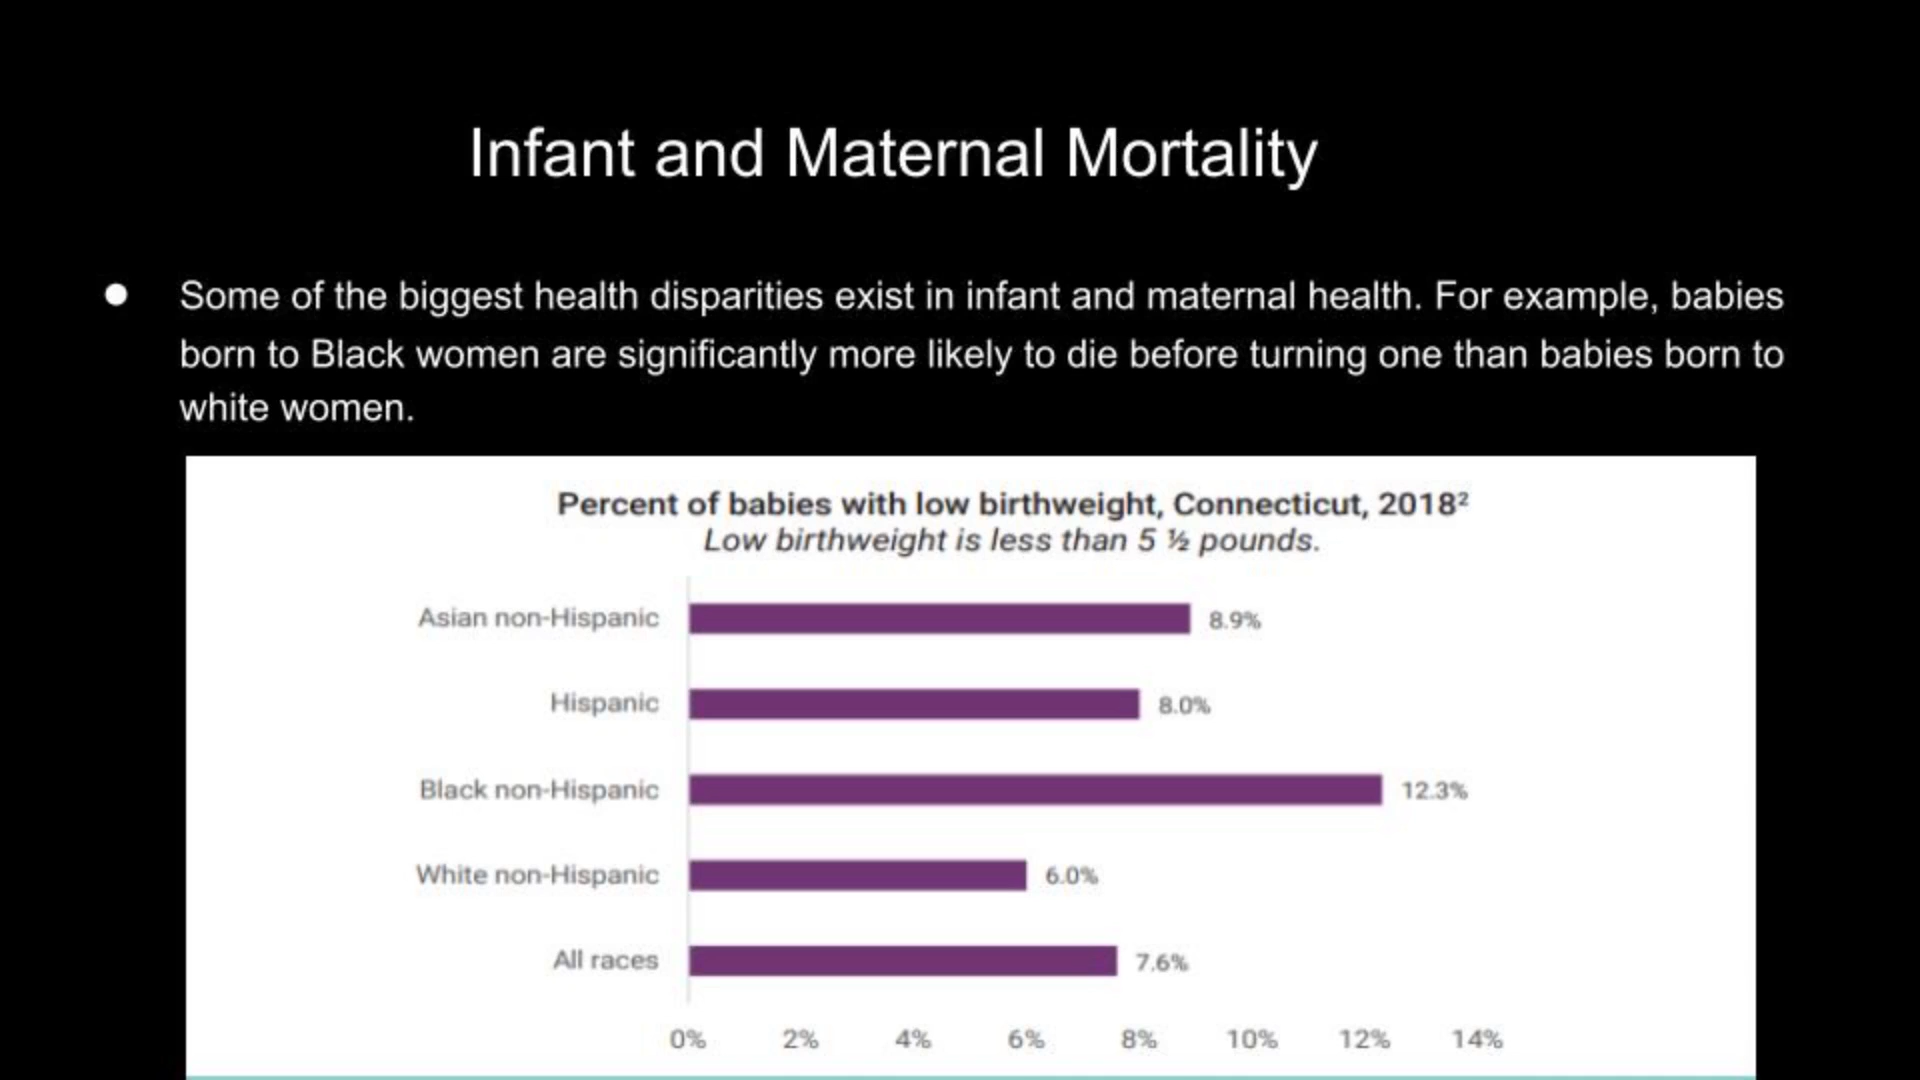 Infant and Maternal Mortality
● Some of the biggest health disparities exist in infant and maternal health. For example, babies
born to Black women are significantly more likely to die before turning one than babies born to
white women.
Percent of babies with low birthweight, Connecticut, 2018²
Low birthweight is less than 5 ½ pounds.
Asian non-Hispanic 8.9%
Hispanic 8.0%
Black non-Hispanic 12.3%
White non-Hispanic 6.0%
All races 7.6%
0% 2% 4% 6% 8% 10% 12% 14%